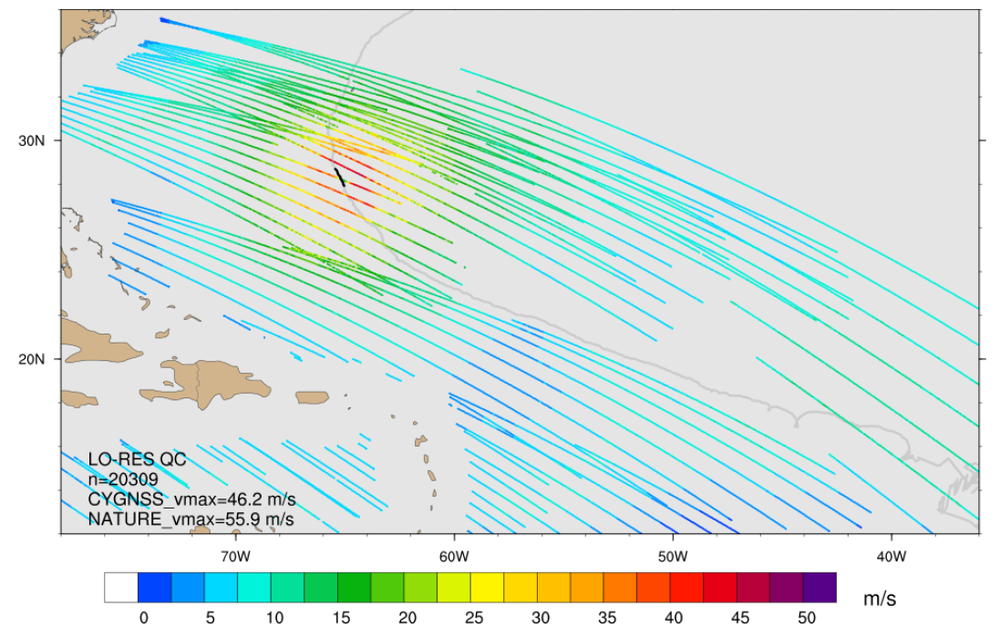 30N
20N
LO-RES QC
n=20309
CYGNSS_vmax=46.2 m/s
NATURE_vmax=55.9 m/s
70W 60W 50W 40W
0 5 10 15 20 25 30 35 40 45 50 m/s